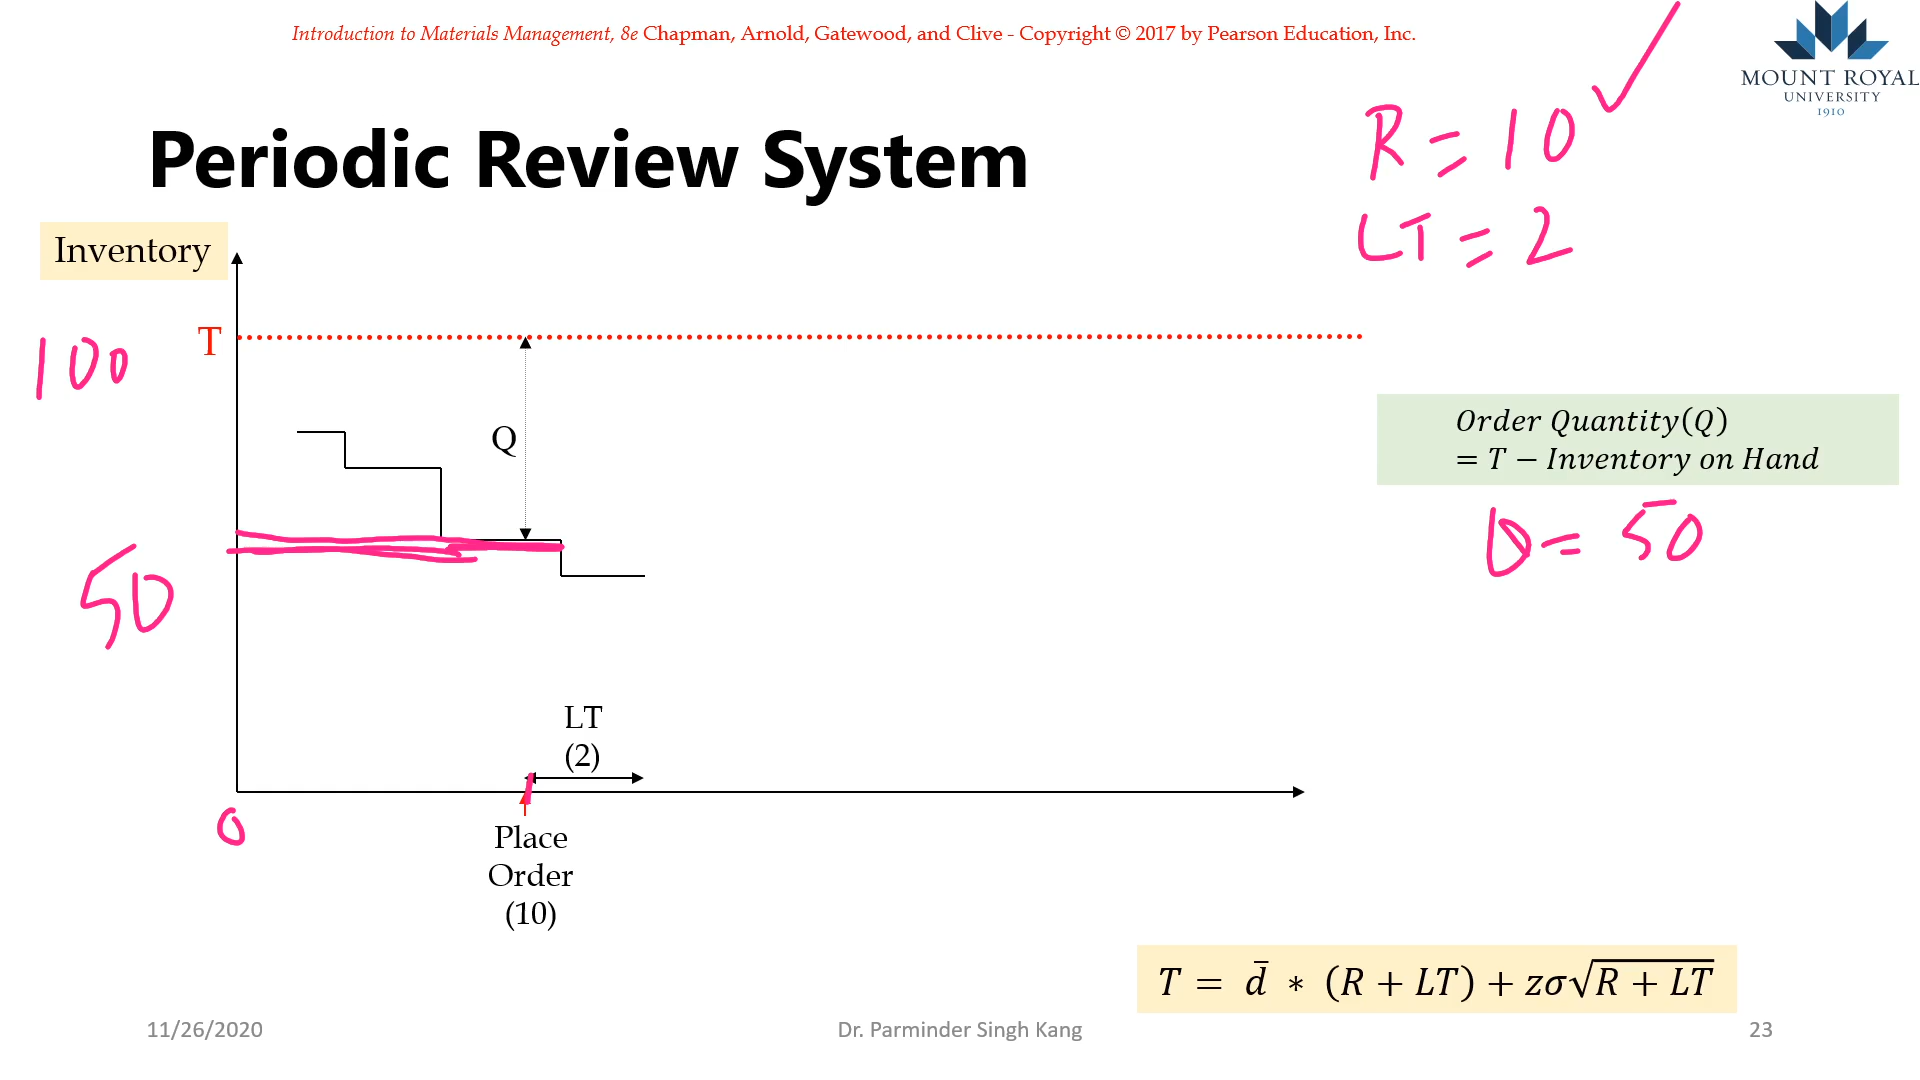 Introduction to Materials Management, 8e Chapman, Arnold, Gatewood, and Clive - Copyright © 2017 by Pearson Education, Inc.
MOUNT ROYAL
UNIVERSITY
1910
R = 10
Periodic Review System
LT = 2
Inventory
100
T
Q
Order Quantity(Q)
= T − Inventory on Hand
50
= 50
LT
(2)
0
Place
Order
(10)
T = d̄ * (R + LT) + zσ√(R + LT)
11/26/2020
Dr. Parminder Singh Kang
23